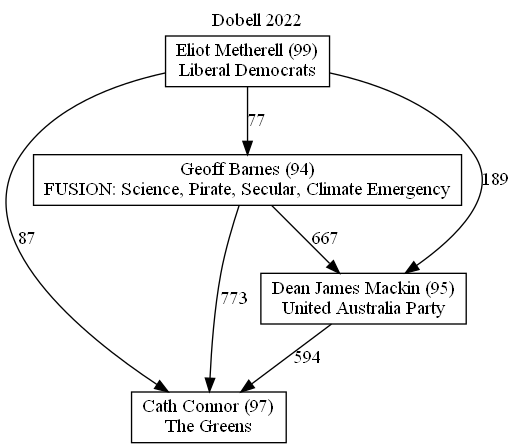 Dobell 2022
Eliot Metherell (99)
Liberal Democrats
77
Geoff Barnes (94)
FUSION: Science, Pirate, Secular, Climate Emergency
189
87
667
Dean James Mackin (95)
United Australia Party
773
594
Cath Connor (97)
The Greens